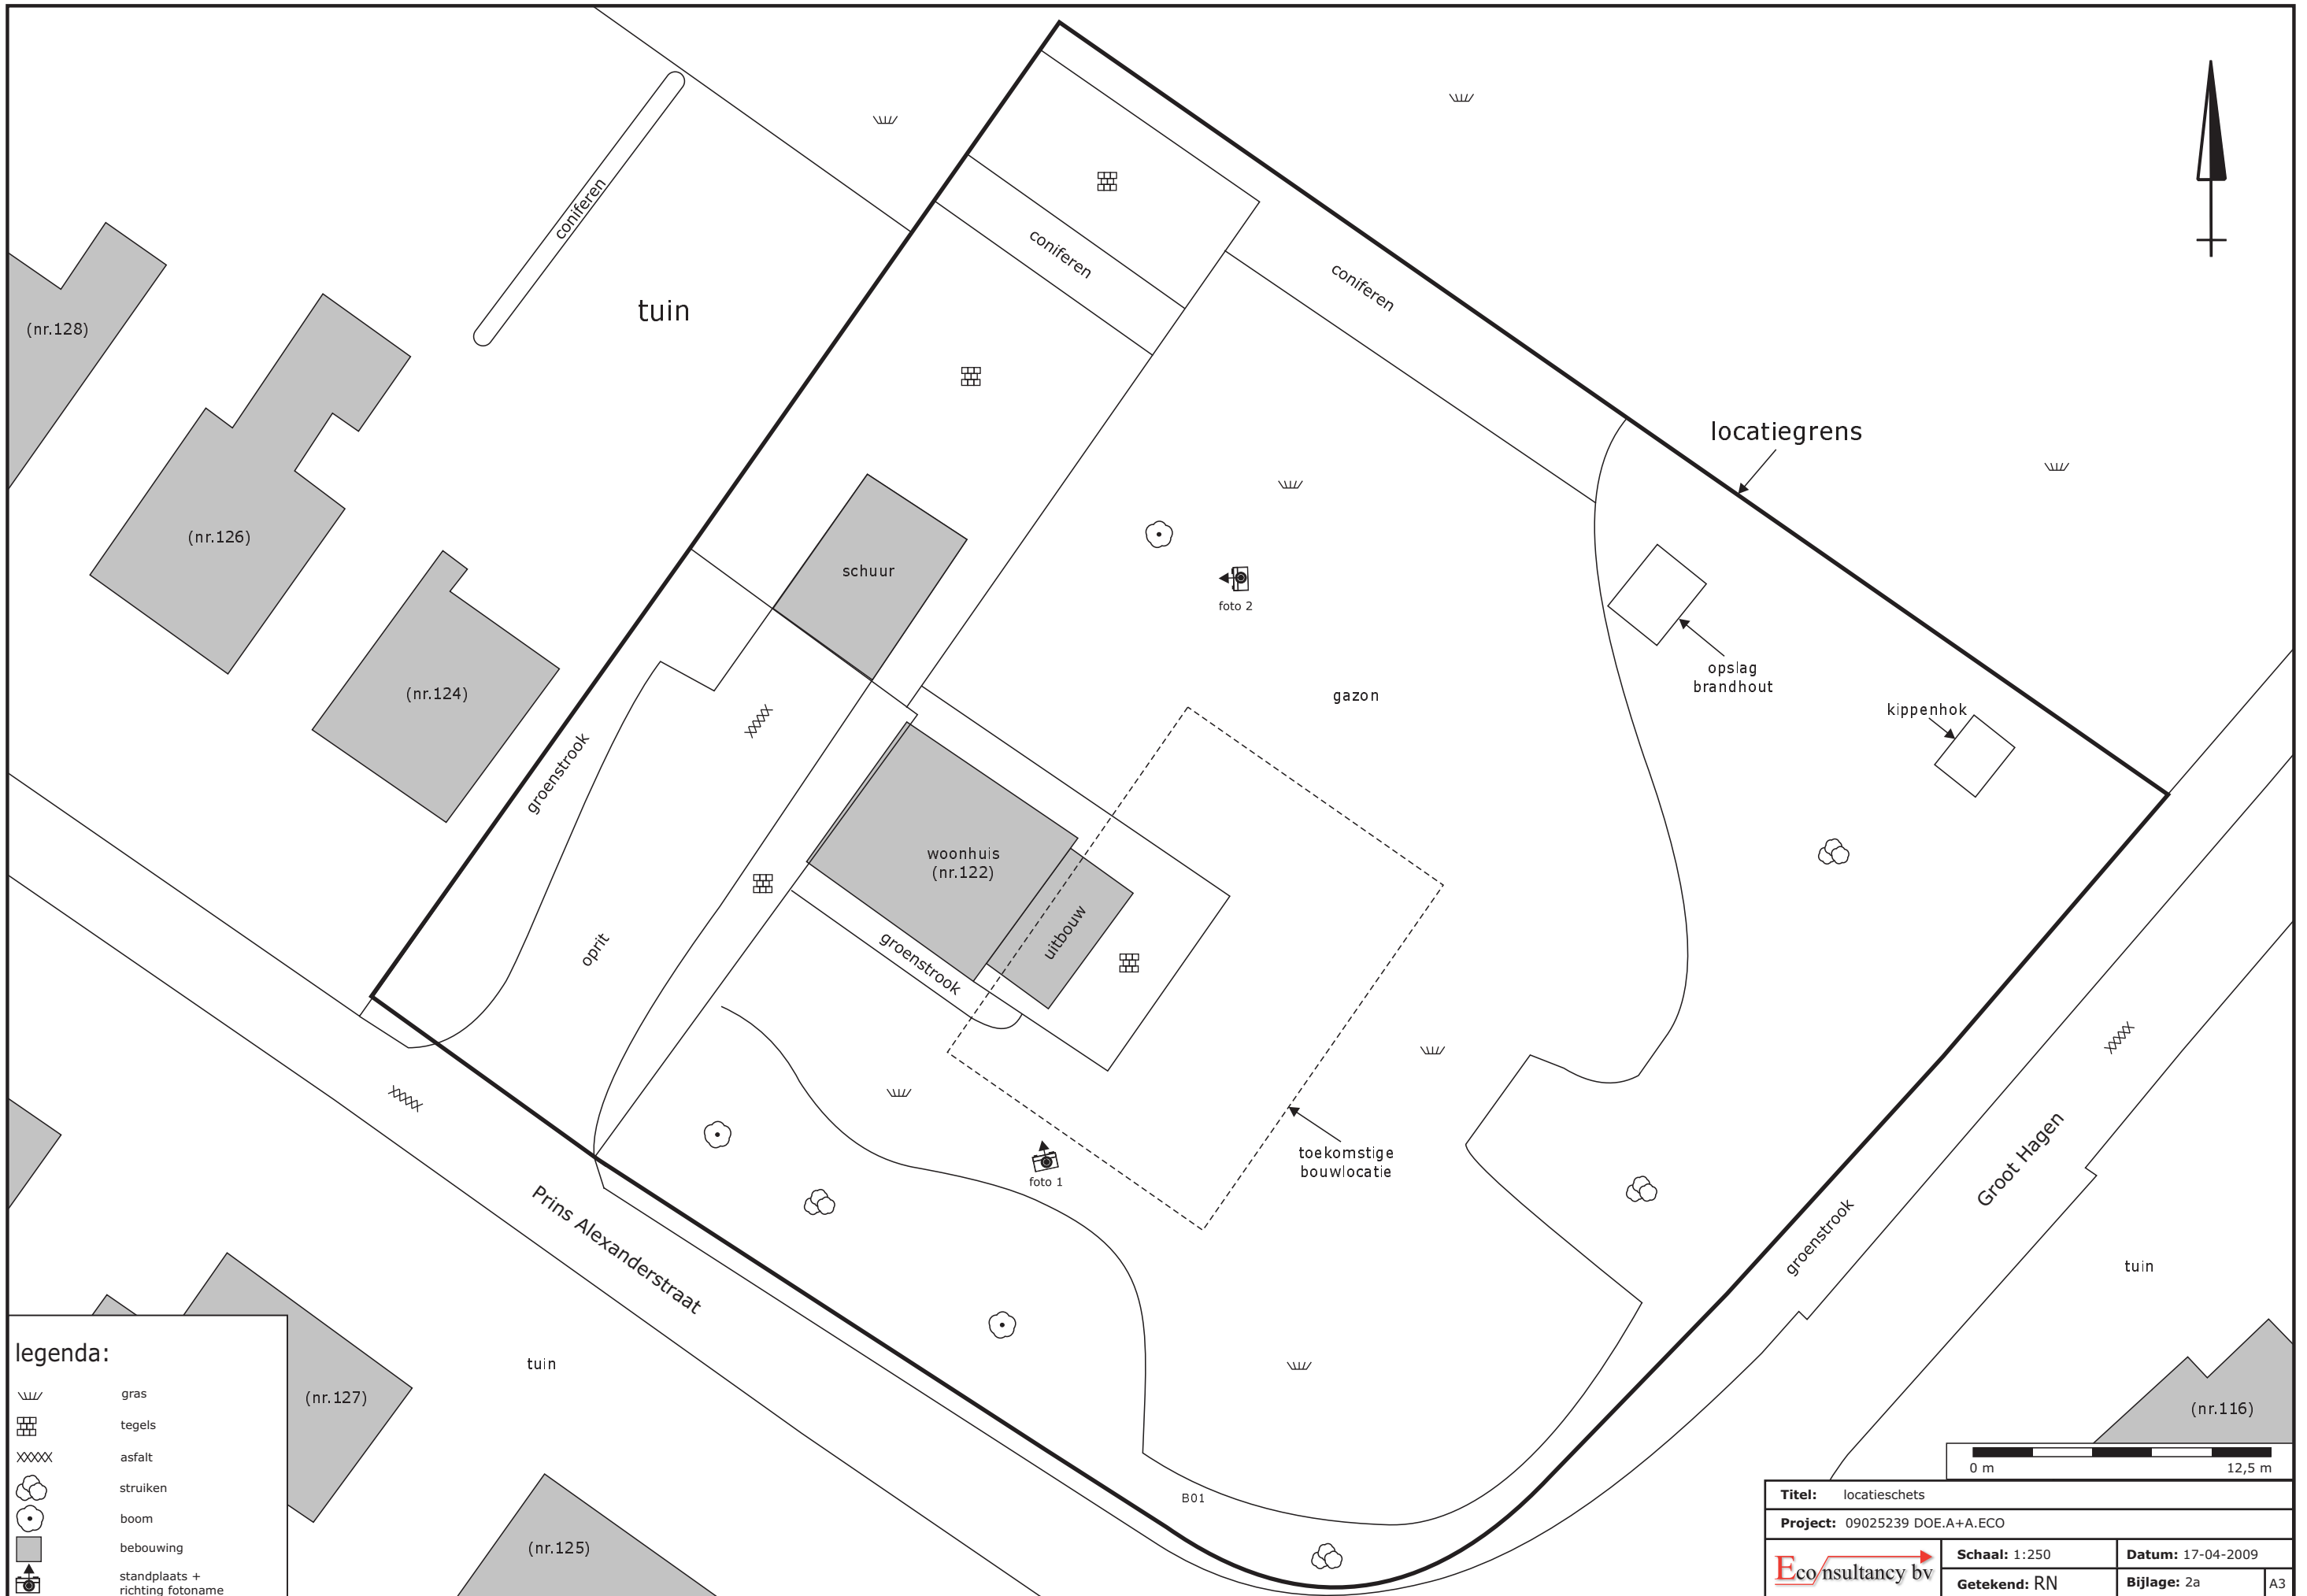 coniferen
tuin
coniferen
coniferen
(nr.128)
(nr.126)
(nr.124)
locatiegrens
schuur
foto 2
opslag
brandhout
gazon
kippenhok
groenstrook
woonhuis
(nr.122)
uitbouw
oprit
groenstrook
toekomstige
bouwlocatie
foto 1
Groot Hagen
groenstrook
Prins Alexanderstraat
tuin
tuin
(nr.127)
(nr.125)
(nr.116)
B01
legenda:
gras
tegels
asfalt
struiken
boom
bebouwing
standplaats +
richting fotoname
0 m 12,5 m
Titel: locatieschets
Project: 09025239 DOE.A+A.ECO
Econsultancy bv
Schaal: 1:250 Datum: 17-04-2009
Getekend: RN Bijlage: 2a A3